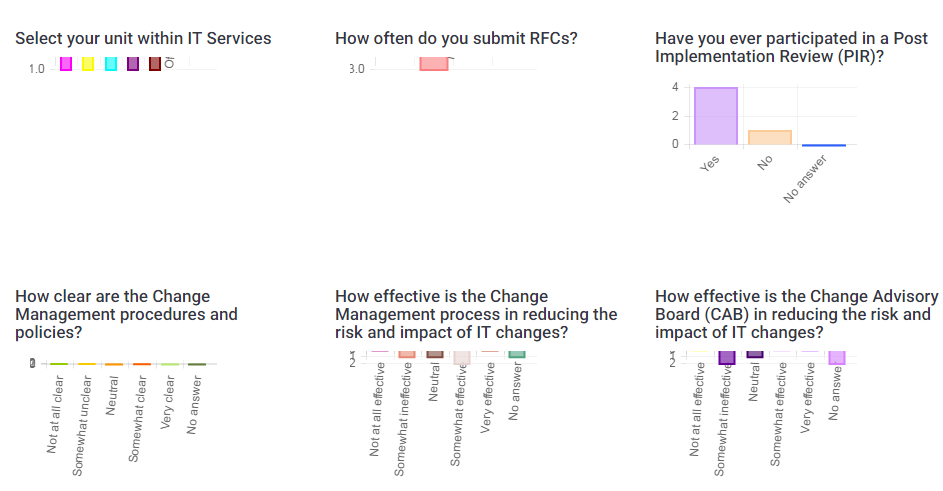 Select your unit within IT Services
1.0
How often do you submit RFCs?
3.0
Have you ever participated in a Post
Implementation Review (PIR)?
4
2
0
Yes
No
No answer
How clear are the Change
Management procedures and
policies?
Not at all clear
Somewhat unclear
Neutral
Somewhat clear
Very clear
No answer
How effective is the Change
Management process in reducing the
risk and impact of IT changes?
2
Not at all effective
Somewhat ineffective
Neutral
Somewhat effective
Very effective
No answer
How effective is the Change Advisory
Board (CAB) in reducing the risk and
impact of IT changes?
2
Not at all effective
Somewhat ineffective
Neutral
Somewhat effective
Very effective
No answer